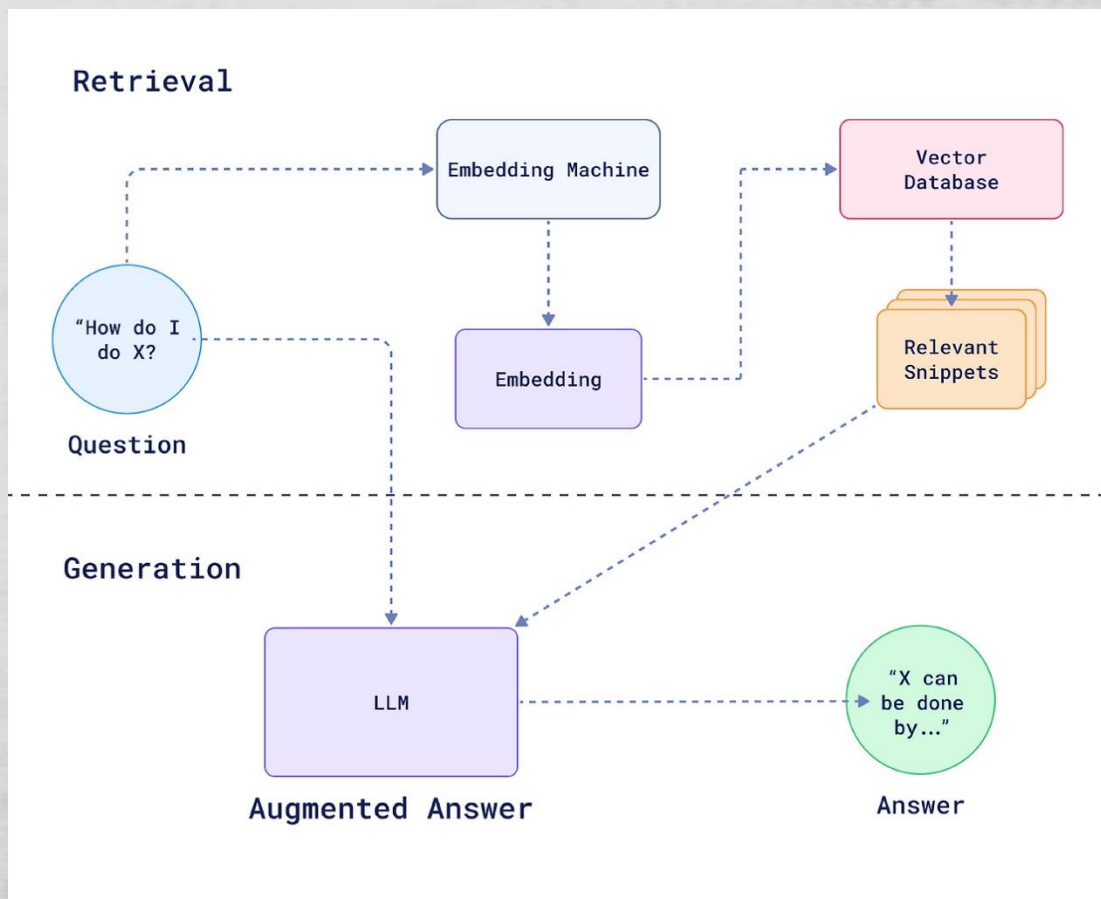 Retrieval
Embedding Machine
Vector
Database
“How do I
do X?
Embedding
Relevant
Snippets
Question
Generation
LLM
“X can
be done
by...”
Augmented Answer
Answer